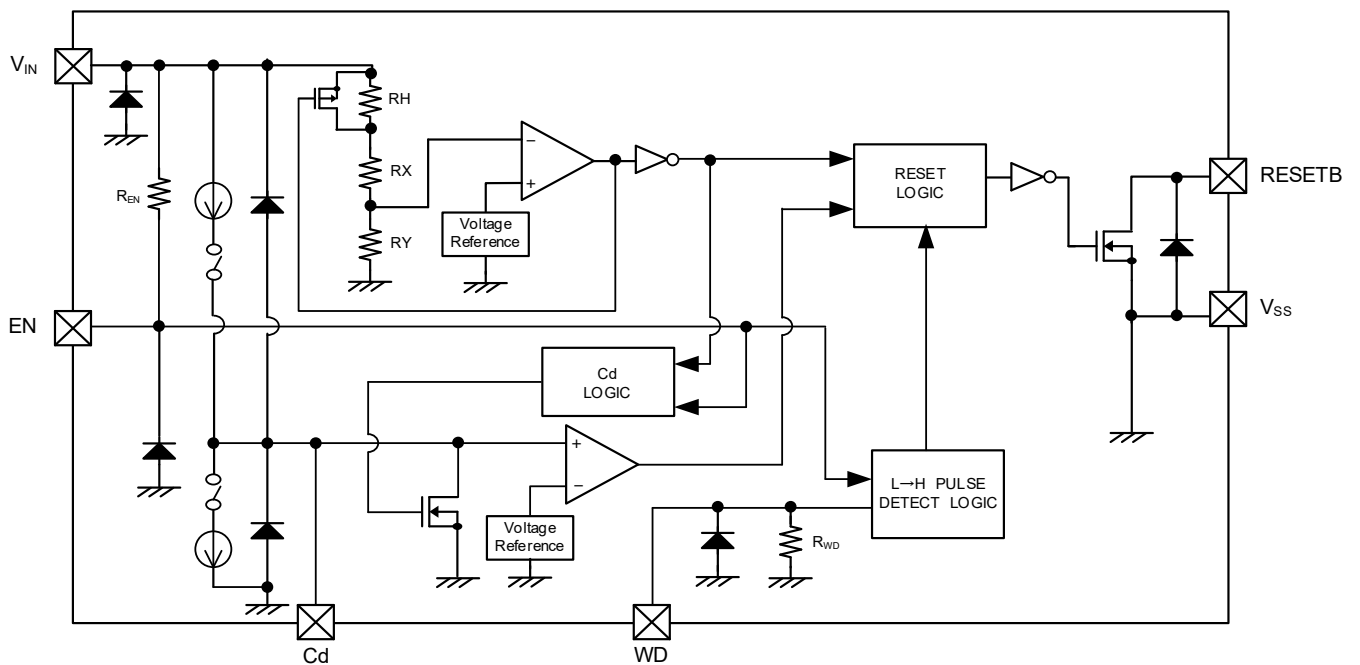 VIN
RH
RX
RY
REN
−
+
Voltage
Reference
RESET
LOGIC
RESETB
VSS
EN
Cd
LOGIC
+
−
Voltage
Reference
L→H PULSE
DETECT LOGIC
RWD
Cd
WD